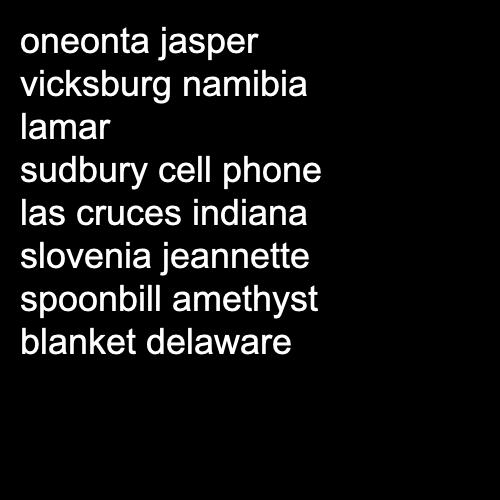 oneonta jasper
vicksburg namibia
lamar
sudbury cell phone
las cruces indiana
slovenia jeannette
spoonbill amethyst
blanket delaware